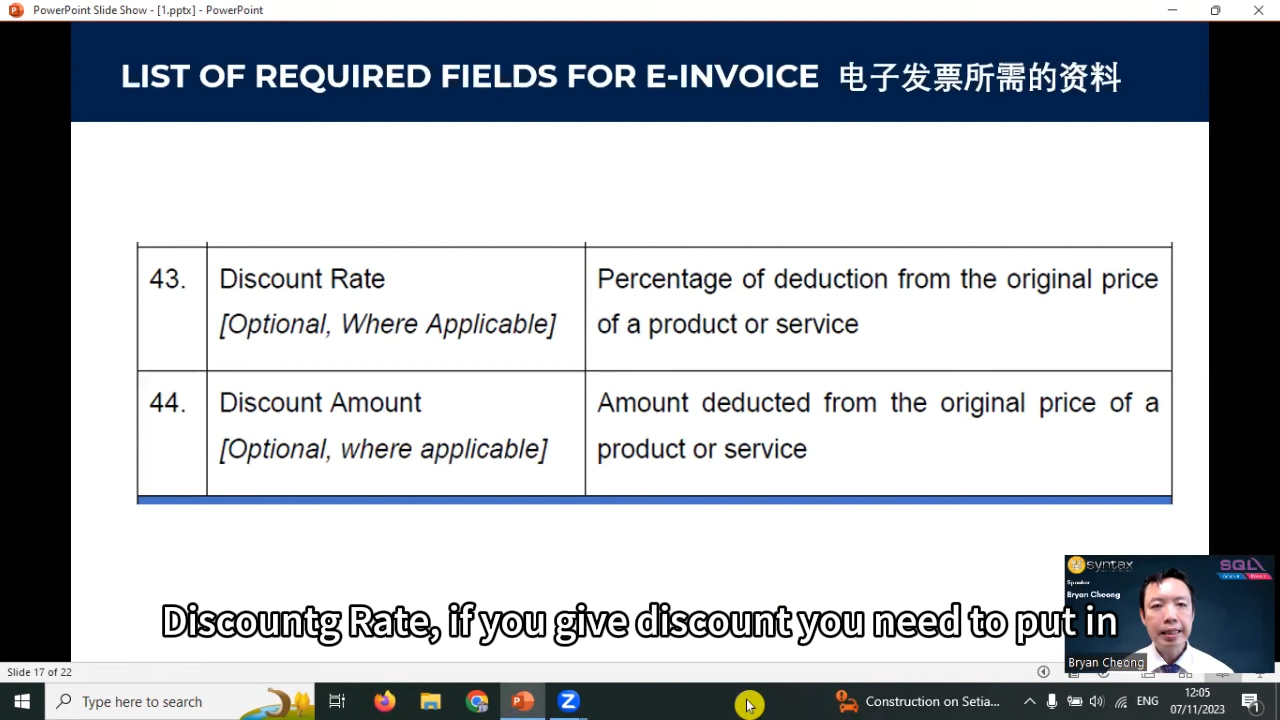 PowerPoint Slide Show - [1.pptx] - PowerPoint
LIST OF REQUIRED FIELDS FOR E-INVOICE 电子发票所需的资料
43.
Discount Rate
[Optional, Where Applicable]
Percentage of deduction from the original price
of a product or service
44.
Discount Amount
[Optional, where applicable]
Amount deducted from the original price of a
product or service
Discountg Rate, if you give discount you need to put in
syntax
SQL
Speaker
Bryan Cheong
Bryan Cheong
Slide 17 of 22
Type here to search
Construction on Setia...
ENG
12:05
07/11/2023
1